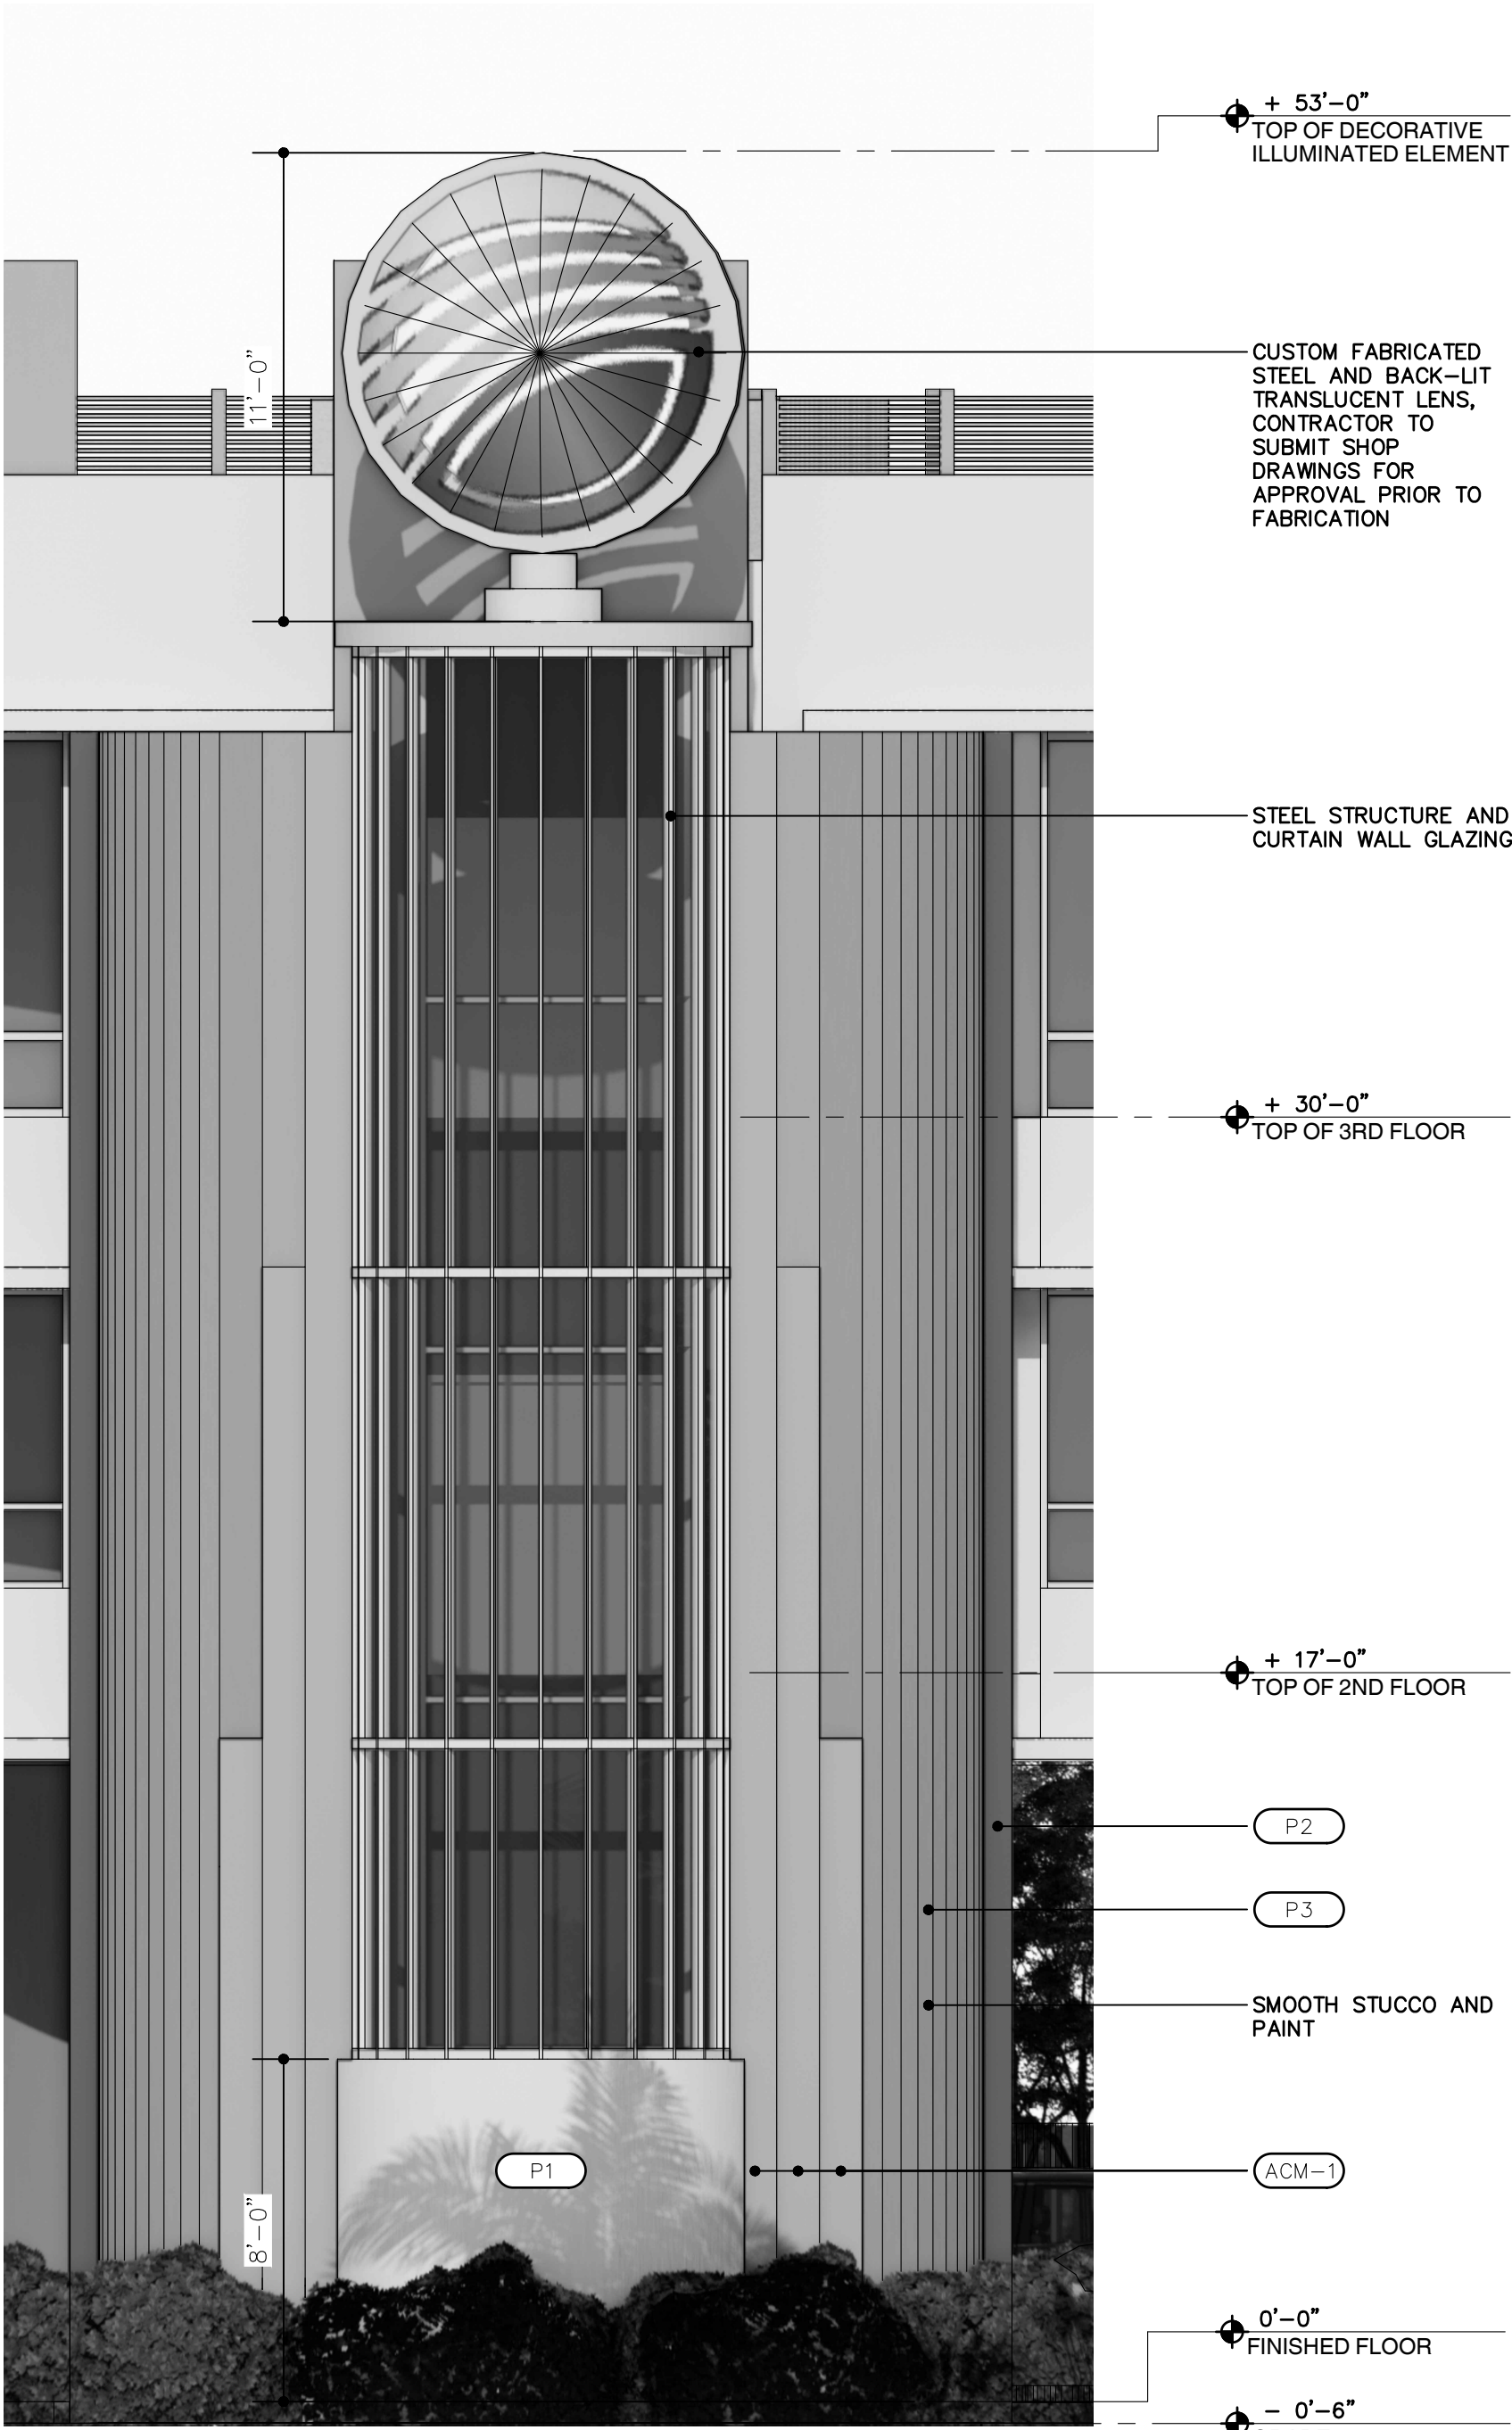 + 53'-0"
TOP OF DECORATIVE
ILLUMINATED ELEMENT
11'-0"
CUSTOM FABRICATED
STEEL AND BACK-LIT
TRANSLUCENT LENS,
CONTRACTOR TO
SUBMIT SHOP
DRAWINGS FOR
APPROVAL PRIOR TO
FABRICATION
STEEL STRUCTURE AND
CURTAIN WALL GLAZING
+ 30'-0"
TOP OF 3RD FLOOR
+ 17'-0"
TOP OF 2ND FLOOR
P2
P3
SMOOTH STUCCO AND
PAINT
P1
ACM-1
8'-0"
0'-0"
FINISHED FLOOR
- 0'-6"